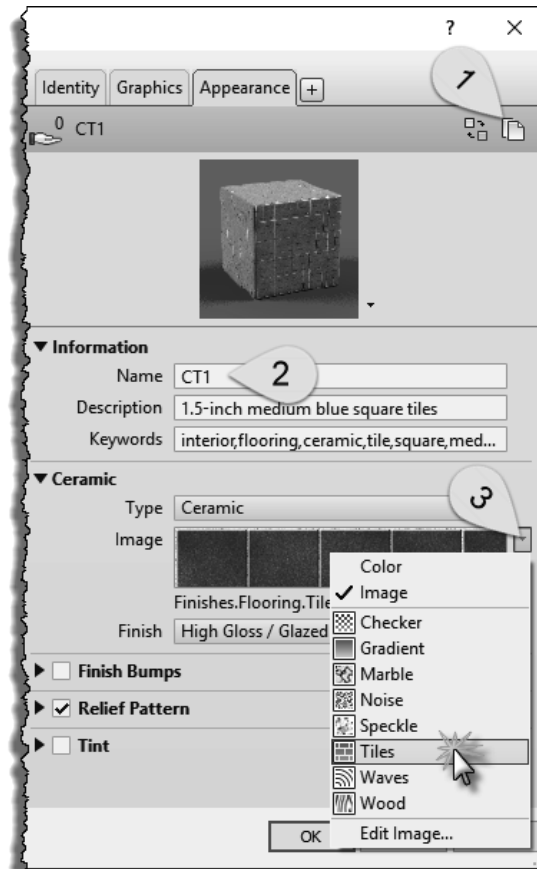 ?
1
Identity Graphics Appearance +
0 CT1
Information
Name CT1 2
Description 1.5-inch medium blue square tiles
Keywords interior,flooring,ceramic,tile,square,med...
Ceramic
3
Type Ceramic
Image
Finishes.Flooring.Tile
Finish High Gloss / Glazed
Color
Image
Checker
Gradient
Marble
Noise
Speckle
Tiles
Waves
Wood
Edit Image...
Finish Bumps
Relief Pattern
Tint
OK